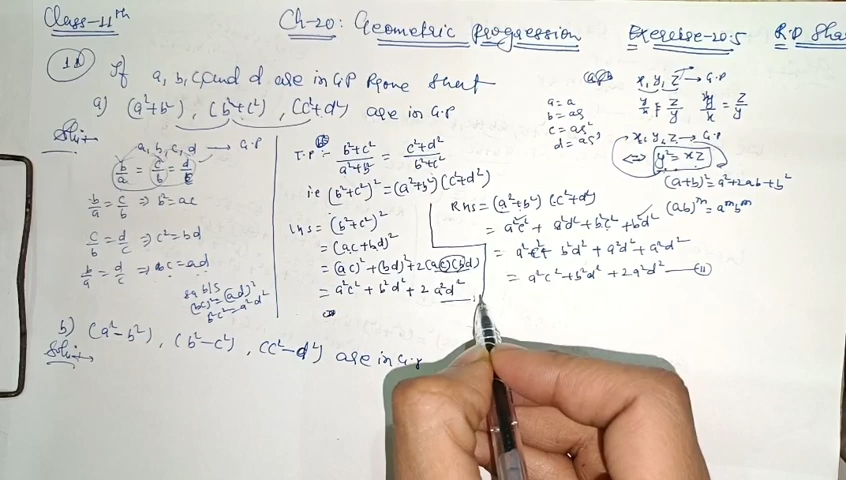 Class-11th Ch-20: Geometric Progression Exercise-20.5 R.D Sha
11 If a, b, c, and d are in GP Prove that
a) (a²+b²), (b²+c²), (c²+d²) are in G.P
Solⁿ:-
a, b, c, d → G.P
b/a = c/b = d/c
b/a = c/b ⇒ b² = ac
c/b = d/c ⇒ c² = bd
b/a = d/c ⇒ bc = ad
sq b/s
(bc)² = (ad)²
b²c² = a²d²
T.P :- (b²+c²)/(a²+b²) = (c²+d²)/(b²+c²)
i.e (b²+c²)² = (a²+b²) (c²+d²)
LHS = (b²+c²)²
= (ac+bd)²
= (ac)² + (bd)² + 2(ac)(bd)
= a²c² + b²d² + 2a²d²
a = a
b = ar
c = ar²
d = ar³
x, y, z → G.P
y/x = z/y
y/x = z/y
x, y, z → G.P
⇔ y² = xz
(a+b)² = a²+2ab+b²
(ab)ᵐ = aᵐbᵐ
RHS = (a²+b²) (c²+d²)
= a²c² + a²d² + b²c² + b²d²
= a²c² + b²d² + a²d² + a²d²
= a²c² + b²d² + 2a²d² — (11)
b) (a²-b²), (b²-c²), (c²-d²) are in G.P
Solⁿ:-